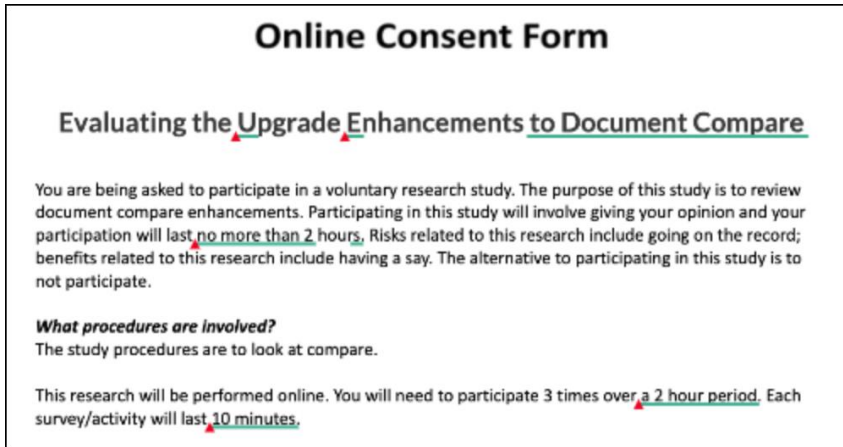 Online Consent Form
Evaluating the Upgrade Enhancements to Document Compare
You are being asked to participate in a voluntary research study. The purpose of this study is to review
document compare enhancements. Participating in this study will involve giving your opinion and your
participation will last no more than 2 hours. Risks related to this research include going on the record;
benefits related to this research include having a say. The alternative to participating in this study is to
not participate.
What procedures are involved?
The study procedures are to look at compare.
This research will be performed online. You will need to participate 3 times over a 2 hour period. Each
survey/activity will last 10 minutes.